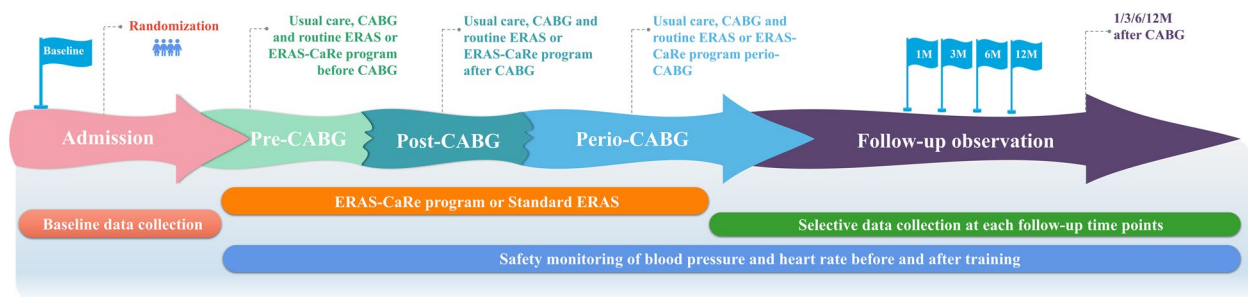 Baseline
Randomization
Usual care, CABG
and routine ERAS or
ERAS-CaRe program
before CABG
Usual care, CABG and
routine ERAS or
ERAS-CaRe program
after CABG
Usual care, CABG and
routine ERAS or ERAS-
CaRe program perio-
CABG
1/3/6/12M
after CABG
1M
3M
6M
12M
Admission
Pre-CABG
Post-CABG
Perio-CABG
Follow-up observation
ERAS-CaRe program or Standard ERAS
Baseline data collection
Selective data collection at each follow-up time points
Safety monitoring of blood pressure and heart rate before and after training